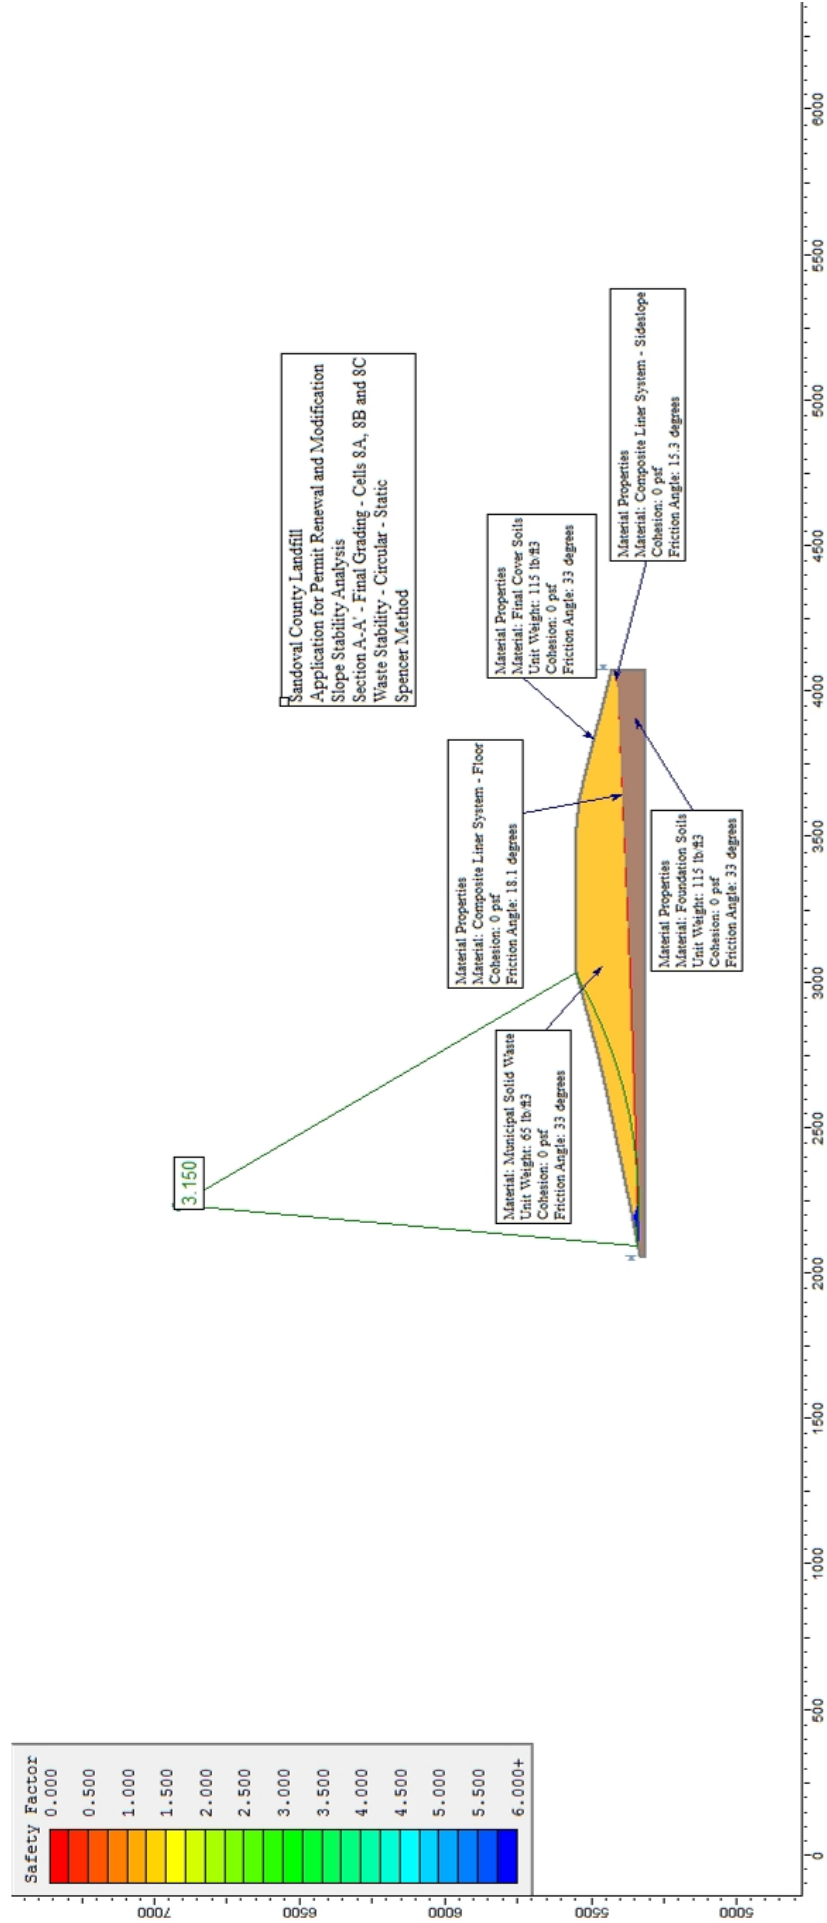 Safety Factor
0.000
0.500
1.000
1.500
2.000
2.500
3.000
3.500
4.000
4.500
5.000
5.500
6.000+
3.150
Sandoval County Landfill
Application for Permit Renewal and Modification
Slope Stability Analysis
Section A-A' - Final Grading - Cells 8A, 8B and 8C
Waste Stability - Circular - Static
Spencer Method
Material Properties
Material: Composite Liner System - Floor
Cohesion: 0 psf
Friction Angle: 18.1 degrees
Material Properties
Material: Final Cover Soils
Unit Weight: 115 lb/ft3
Cohesion: 0 psf
Friction Angle: 33 degrees
Material: Municipal Solid Waste
Unit Weight: 65 lb/ft3
Cohesion: 0 psf
Friction Angle: 33 degrees
Material Properties
Material: Composite Liner System - Sideslope
Cohesion: 0 psf
Friction Angle: 15.3 degrees
Material Properties
Material: Foundation Soils
Unit Weight: 115 lb/ft3
Cohesion: 0 psf
Friction Angle: 33 degrees
7000
6500
6000
5500
5000
0
500
1000
1500
2000
2500
3000
3500
4000
4500
5000
5500
6000